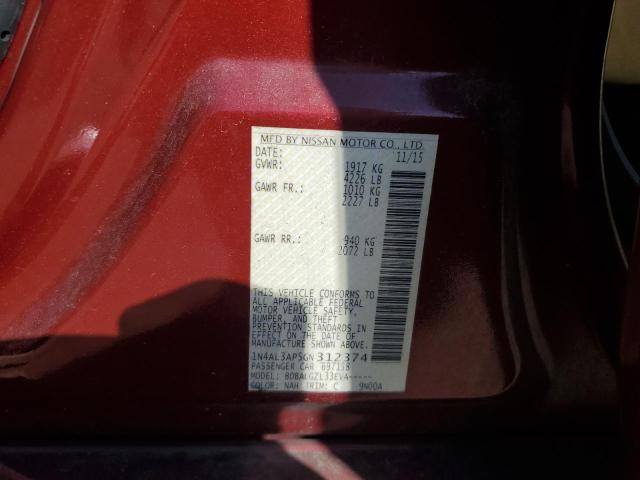 MFD BY NISSAN MOTOR CO., LTD.
DATE: 11/15
GVWR: 1917 KG
4226 LB
GAWR FR.: 1010 KG
2227 LB
GAWR RR.: 940 KG
2072 LB
THIS VEHICLE CONFORMS TO
ALL APPLICABLE FEDERAL
MOTOR VEHICLE SAFETY,
BUMPER, AND THEFT
PREVENTION STANDARDS IN
EFFECT ON THE DATE OF
MANUFACTURE SHOWN ABOVE.
1N4AL3AP5GN312374
PASSENGER CAR 697138
MODEL: BDBALGZL33EVA-----
COLOR: NAH TRIM: C 9N00A